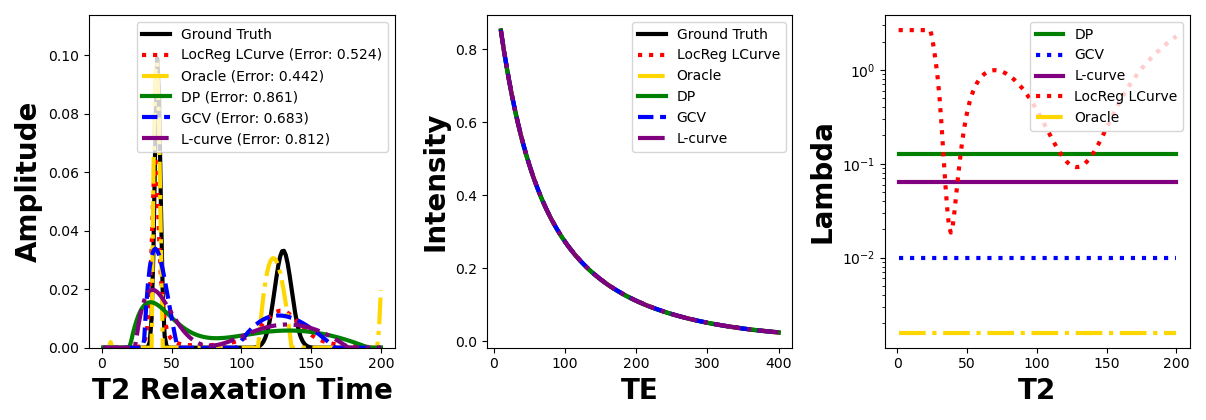 Amplitude
0.10
0.08
0.06
0.04
0.02
0.00
Ground Truth
LocReg LCurve (Error: 0.524)
Oracle (Error: 0.442)
DP (Error: 0.861)
GCV (Error: 0.683)
L-curve (Error: 0.812)
0 50 100 150 200
T2 Relaxation Time
Intensity
0.8
0.6
0.4
0.2
0.0
Ground Truth
LocReg LCurve
Oracle
DP
GCV
L-curve
0 100 200 300 400
TE
Lambda
10⁰
10⁻¹
10⁻²
DP
GCV
L-curve
LocReg LCurve
Oracle
0 50 100 150 200
T2